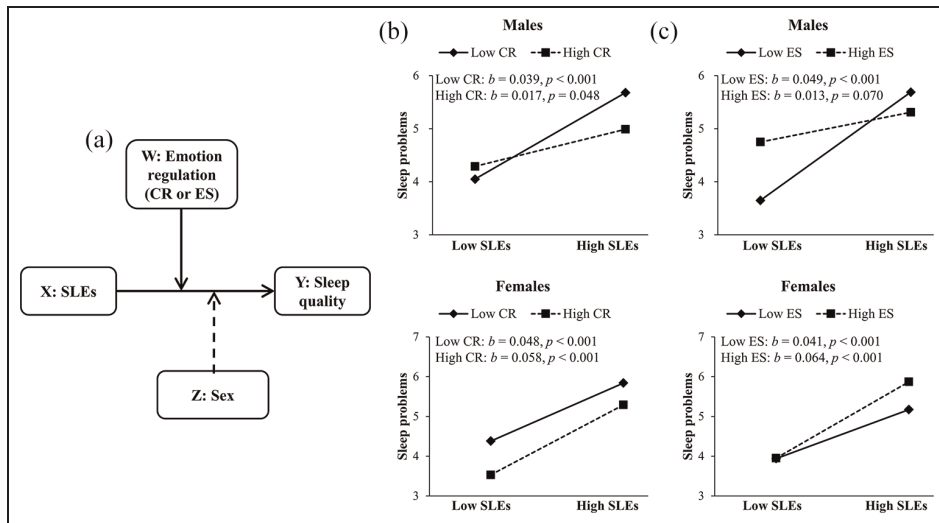 (a)
W: Emotion
regulation
(CR or ES)
X: SLEs
Y: Sleep
quality
Z: Sex
(b)
Males
Low CR High CR
Low CR: b = 0.039, p < 0.001
High CR: b = 0.017, p = 0.048
Sleep problems
6
5
4
3
Low SLEs High SLEs
Females
Low CR High CR
Low CR: b = 0.048, p < 0.001
High CR: b = 0.058, p < 0.001
Sleep problems
7
6
5
4
3
Low SLEs High SLEs
(c)
Males
Low ES High ES
Low ES: b = 0.049, p < 0.001
High ES: b = 0.013, p = 0.070
Sleep problems
6
5
4
3
Low SLEs High SLEs
Females
Low ES High ES
Low ES: b = 0.041, p < 0.001
High ES: b = 0.064, p < 0.001
Sleep problems
7
6
5
4
3
Low SLEs High SLEs